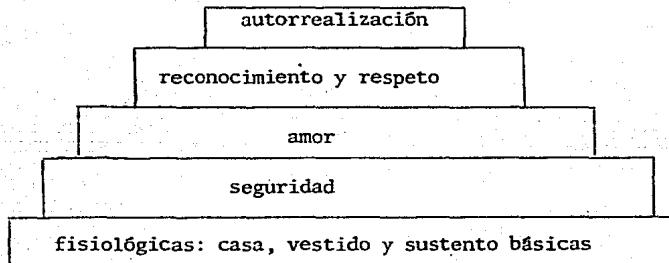 autorrealización
reconocimiento y respeto
amor
seguridad
fisiológicas: casa, vestido y sustento básicas